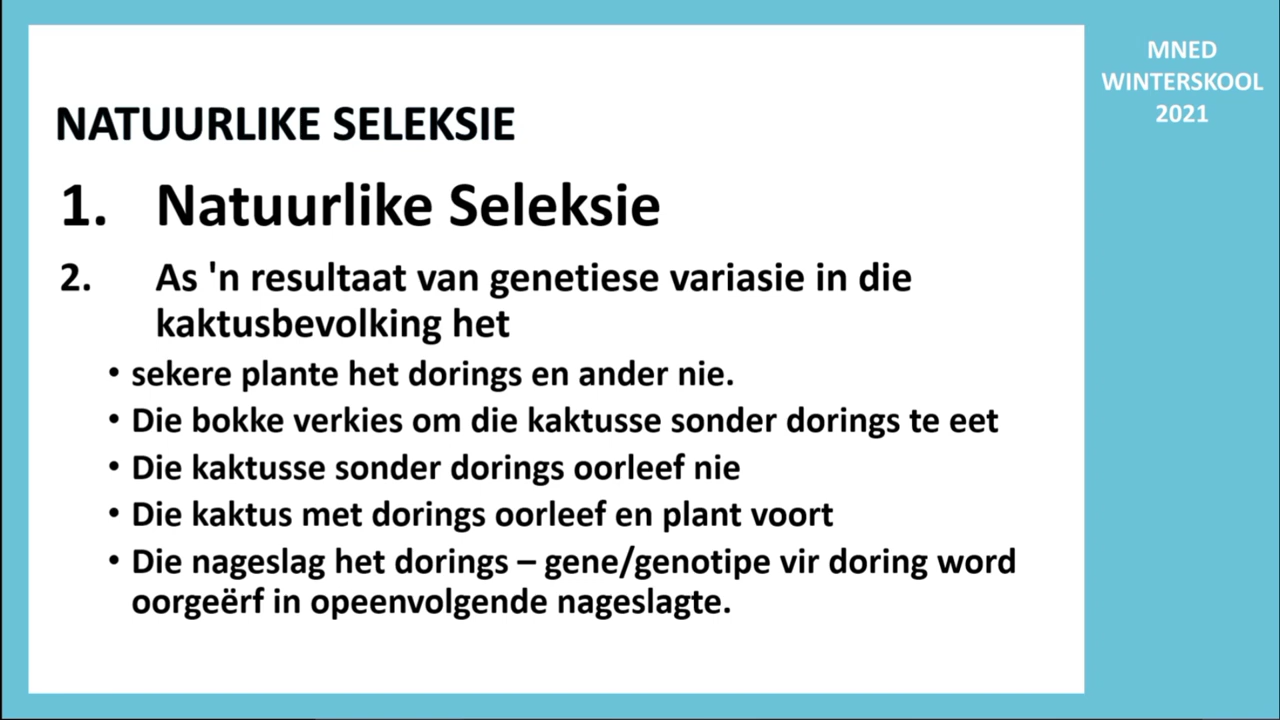 NATUURLIKE SELEKSIE
1. Natuurlike Seleksie
2. As 'n resultaat van genetiese variasie in die
kaktusbevolking het
• sekere plante het dorings en ander nie.
• Die bokke verkies om die kaktusse sonder dorings te eet
• Die kaktusse sonder dorings oorleef nie
• Die kaktus met dorings oorleef en plant voort
• Die nageslag het dorings – gene/genotipe vir doring word
oorgeërf in opeenvolgende nageslagte.
MNED
WINTERSKOOL
2021